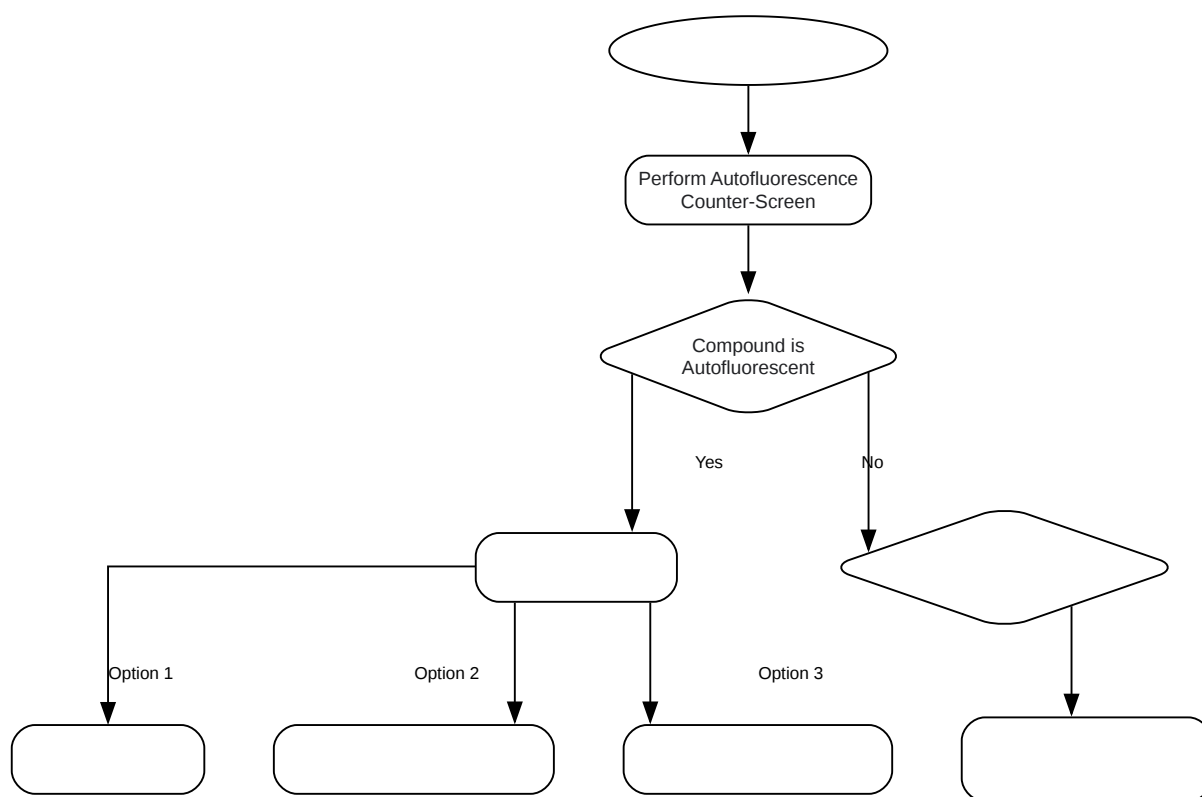 Perform Autofluorescence
Counter-Screen
Compound is
Autofluorescent
Yes
No
Option 1
Option 2
Option 3